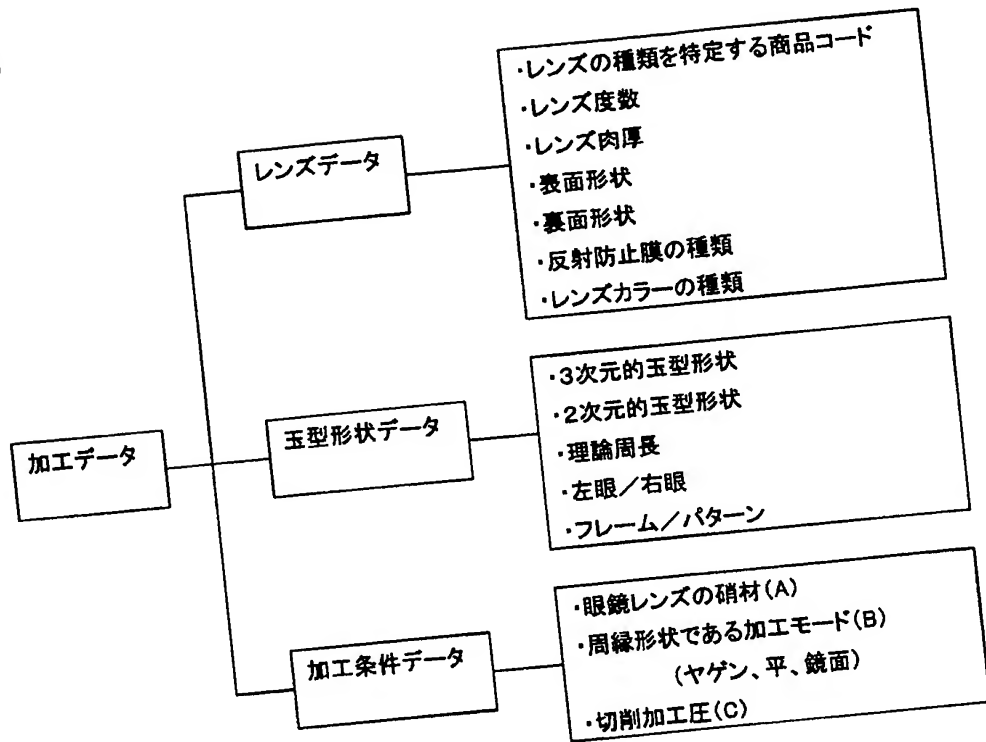 加工データ
レンズデータ
・レンズの種類を特定する商品コード
・レンズ度数
・レンズ肉厚
・表面形状
・裏面形状
・反射防止膜の種類
・レンズカラーの種類
玉型形状データ
・3次元的玉型形状
・2次元的玉型形状
・理論周長
・左眼／右眼
・フレーム／パターン
加工条件データ
・眼鏡レンズの硝材(A)
・周縁形状である加工モード(B)
(ヤゲン、平、鏡面)
・切削加工圧(C)